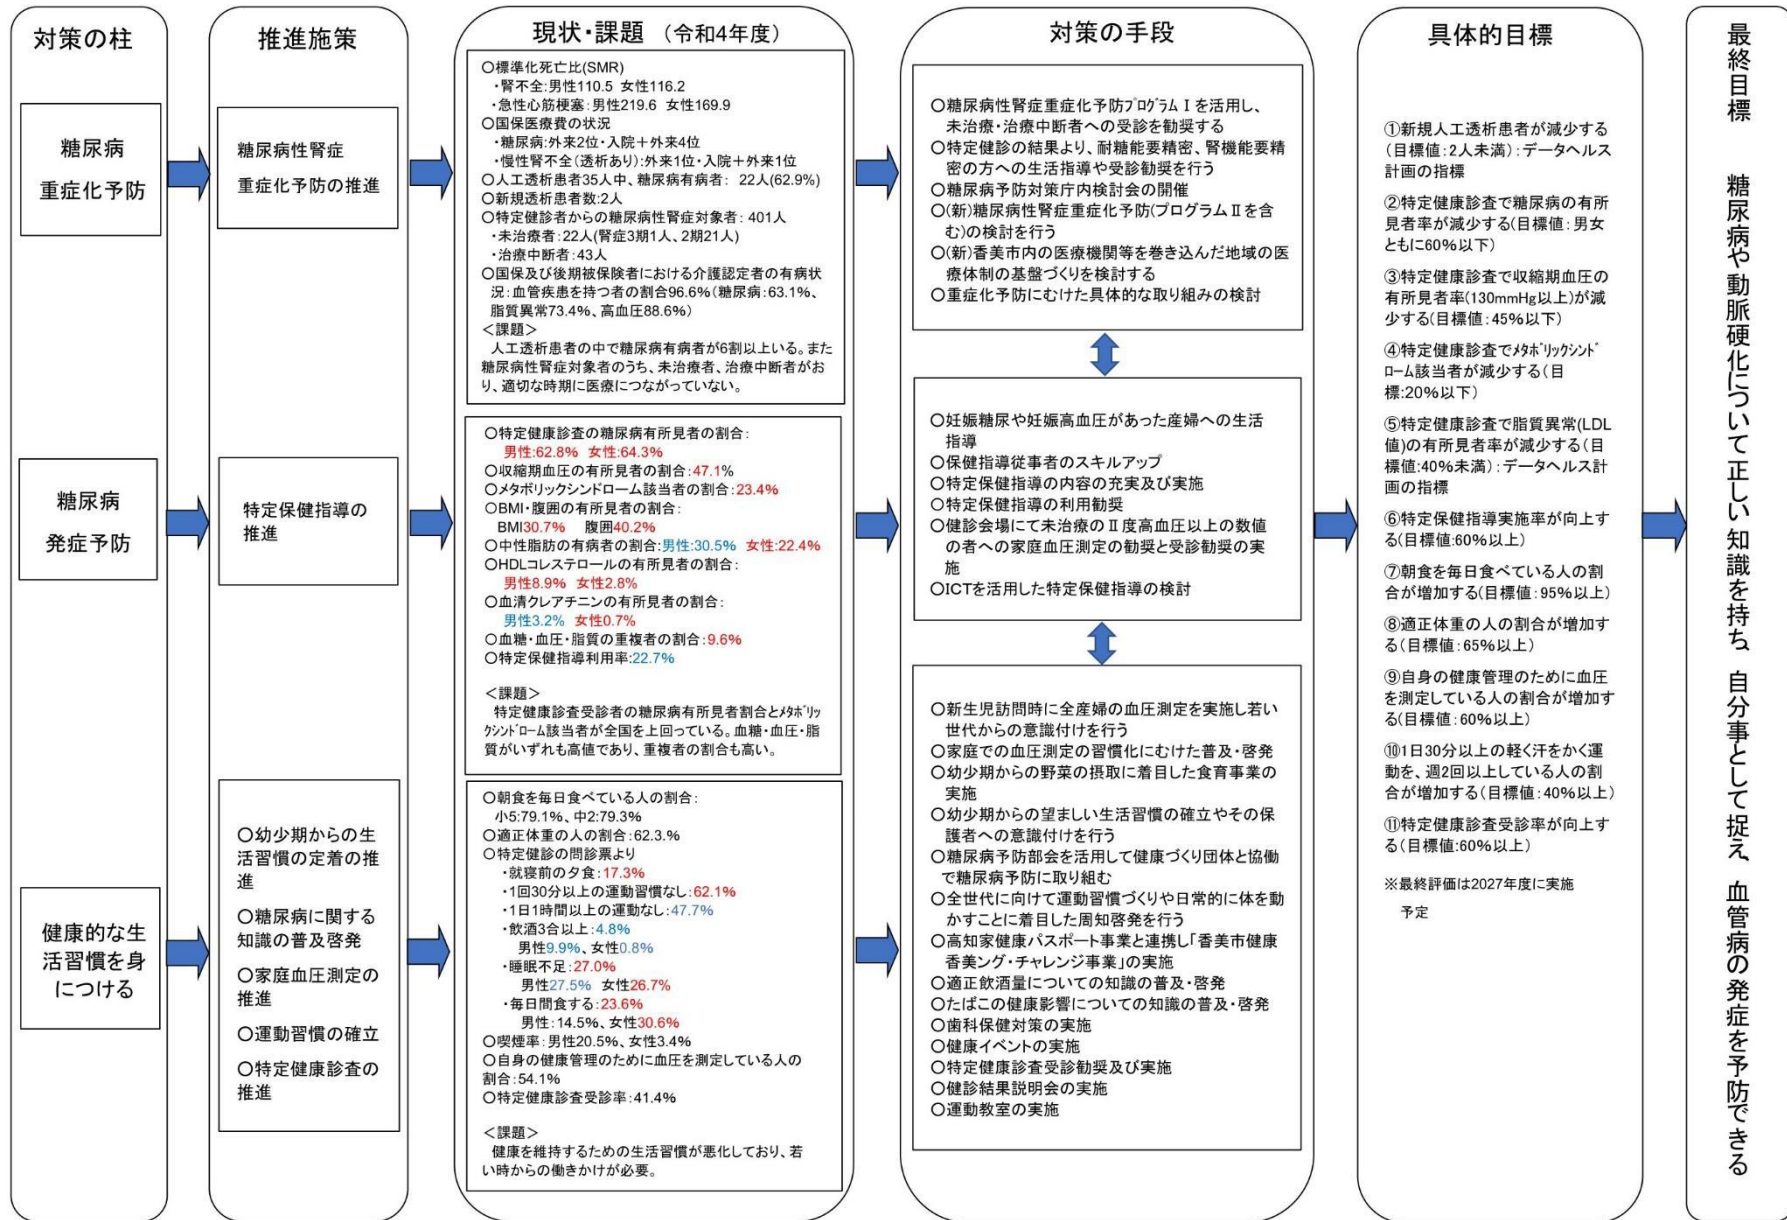 対策の柱
糖尿病
重症化予防
糖尿病
発症予防
健康的な生
活習慣を身
につける
推進施策
糖尿病性腎症
重症化予防の推進
特定保健指導の
推進
○幼少期からの生
活習慣の定着の推
進
○糖尿病に関する
知識の普及啓発
○家庭血圧測定の
推進
○運動習慣の確立
○特定健康診査の
推進
現状・課題 （令和4年度）
○標準化死亡比(SMR)
・腎不全:男性110.5 女性116.2
・急性心筋梗塞：男性219.6 女性169.9
○国保医療費の状況
・糖尿病:外来2位・入院＋外来4位
・慢性腎不全（透析あり）:外来1位・入院＋外来1位
○人工透析患者35人中、糖尿病有病者： 22人(62.9%)
○新規透析患者数:2人
○特定健診者からの糖尿病性腎症対象者： 401人
・未治療者：22人(腎症3期1人、2期21人)
・治療中断者：43人
○国保及び後期被保険者における介護認定者の有病状
況：血管疾患を持つ者の割合96.6%（糖尿病：63.1%、
脂質異常73.4%、高血圧88.6%）
＜課題＞
人工透析患者の中で糖尿病有病者が6割以上いる。また
糖尿病性腎症対象者のうち、未治療者、治療中断者がお
り、適切な時期に医療につながっていない。
○特定健康診査の糖尿病有所見者の割合：
男性:62.8% 女性:64.3%
○収縮期血圧の有所見者の割合：47.1%
○メタボリックシンドローム該当者の割合：23.4%
○BMI・腹囲の有所見者の割合：
BMI30.7% 腹囲40.2%
○中性脂肪の有病者の割合:男性:30.5% 女性:22.4%
○HDLコレステロールの有所見者の割合：
男性8.9% 女性2.8%
○血清クレアチニンの有所見者の割合：
男性3.2% 女性0.7%
○血糖・血圧・脂質の重複者の割合：9.6%
○特定保健指導利用率:22.7%
＜課題＞
特定健康診査受診者の糖尿病有所見者割合とﾒﾀﾎﾞﾘｯ
ｸｼﾝﾄﾞﾛｰﾑ該当者が全国を上回っている。血糖・血圧・脂
質がいずれも高値であり、重複者の割合も高い。
○朝食を毎日食べている人の割合：
小5:79.1%、中2:79.3%
○適正体重の人の割合：62.3.%
○特定健診の問診票より
・就寝前の夕食：17.3%
・1回30分以上の運動習慣なし：62.1%
・1日1時間以上の運動なし：47.7%
・飲酒3合以上：4.8%
男性9.9%、女性0.8%
・睡眠不足：27.0%
男性27.5% 女性26.7%
・毎日間食する：23.6%
男性：14.5%、女性30.6%
○喫煙率：男性20.5%、女性3.4%
○自身の健康管理のために血圧を測定している人の
割合：54.1%
○特定健康診査受診率：41.4%
＜課題＞
健康を維持するための生活習慣が悪化しており、若
い時からの働きかけが必要。
対策の手段
○糖尿病性腎症重症化予防ﾌﾟﾛｸﾞﾗﾑⅠを活用し、
未治療・治療中断者への受診を勧奨する
○特定健診の結果より、耐糖能要精密、腎機能要精
密の方への生活指導や受診勧奨を行う
○糖尿病予防対策庁内検討会の開催
○(新)糖尿病性腎症重症化予防(プログラムⅡを含
む)の検討を行う
○(新)香美市内の医療機関等を巻き込んだ地域の医
療体制の基盤づくりを検討する
○重症化予防にむけた具体的な取り組みの検討
○妊娠糖尿や妊娠高血圧があった産婦への生活
指導
○保健指導従事者のスキルアップ
○特定保健指導の内容の充実及び実施
○特定保健指導の利用勧奨
○健診会場にて未治療のⅡ度高血圧以上の数値
の者への家庭血圧測定の勧奨と受診勧奨の実
施
○ICTを活用した特定保健指導の検討
○新生児訪問時に全産婦の血圧測定を実施し若い
世代からの意識付けを行う
○家庭での血圧測定の習慣化にむけた普及・啓発
○幼少期からの野菜の摂取に着目した食育事業の
実施
○幼少期からの望ましい生活習慣の確立やその保
護者への意識付けを行う
○糖尿病予防部会を活用して健康づくり団体と協働
で糖尿病予防に取り組む
○全世代に向けて運動習慣づくりや日常的に体を動
かすことに着目した周知啓発を行う
○高知家健康パスポート事業と連携し「香美市健康
香美ング・チャレンジ事業」の実施
○適正飲酒量についての知識の普及・啓発
○たばこの健康影響についての知識の普及・啓発
○歯科保健対策の実施
○健康イベントの実施
○特定健康診査受診勧奨及び実施
○健診結果説明会の実施
○運動教室の実施
具体的目標
①新規人工透析患者が減少する
（目標値：2人未満）：データヘルス
計画の指標
②特定健康診査で糖尿病の有所
見者率が減少する(目標値：男女
ともに60%以下)
③特定健康診査で収縮期血圧の
有所見者率(130mmHg以上)が減
少する(目標値：45%以下)
④特定健康診査でﾒﾀﾎﾞﾘｯｸｼﾝﾄﾞ
ﾛｰﾑ該当者が減少する（目
標:20%以下）
⑤特定健康診査で脂質異常(LDL
値)の有所見者率が減少する（目
標値:40%未満）：データヘルス計
画の指標
⑥特定保健指導実施率が向上す
る(目標値:60%以上)
⑦朝食を毎日食べている人の割
合が増加する(目標値：95%以上)
⑧適正体重の人の割合が増加す
る(目標値：65%以上)
⑨自身の健康管理のために血圧
を測定している人の割合が増加す
る(目標値：60%以上)
⑩1日30分以上の軽く汗をかく運
動を、週2回以上している人の割
合が増加する(目標値：40%以上)
⑪特定健康診査受診率が向上す
る(目標値：60%以上)
※最終評価は2027年度に実施
予定
最終目標 糖尿病や動脈硬化について正しい知識を持ち、自分事として捉え、血管病の発症を予防できる